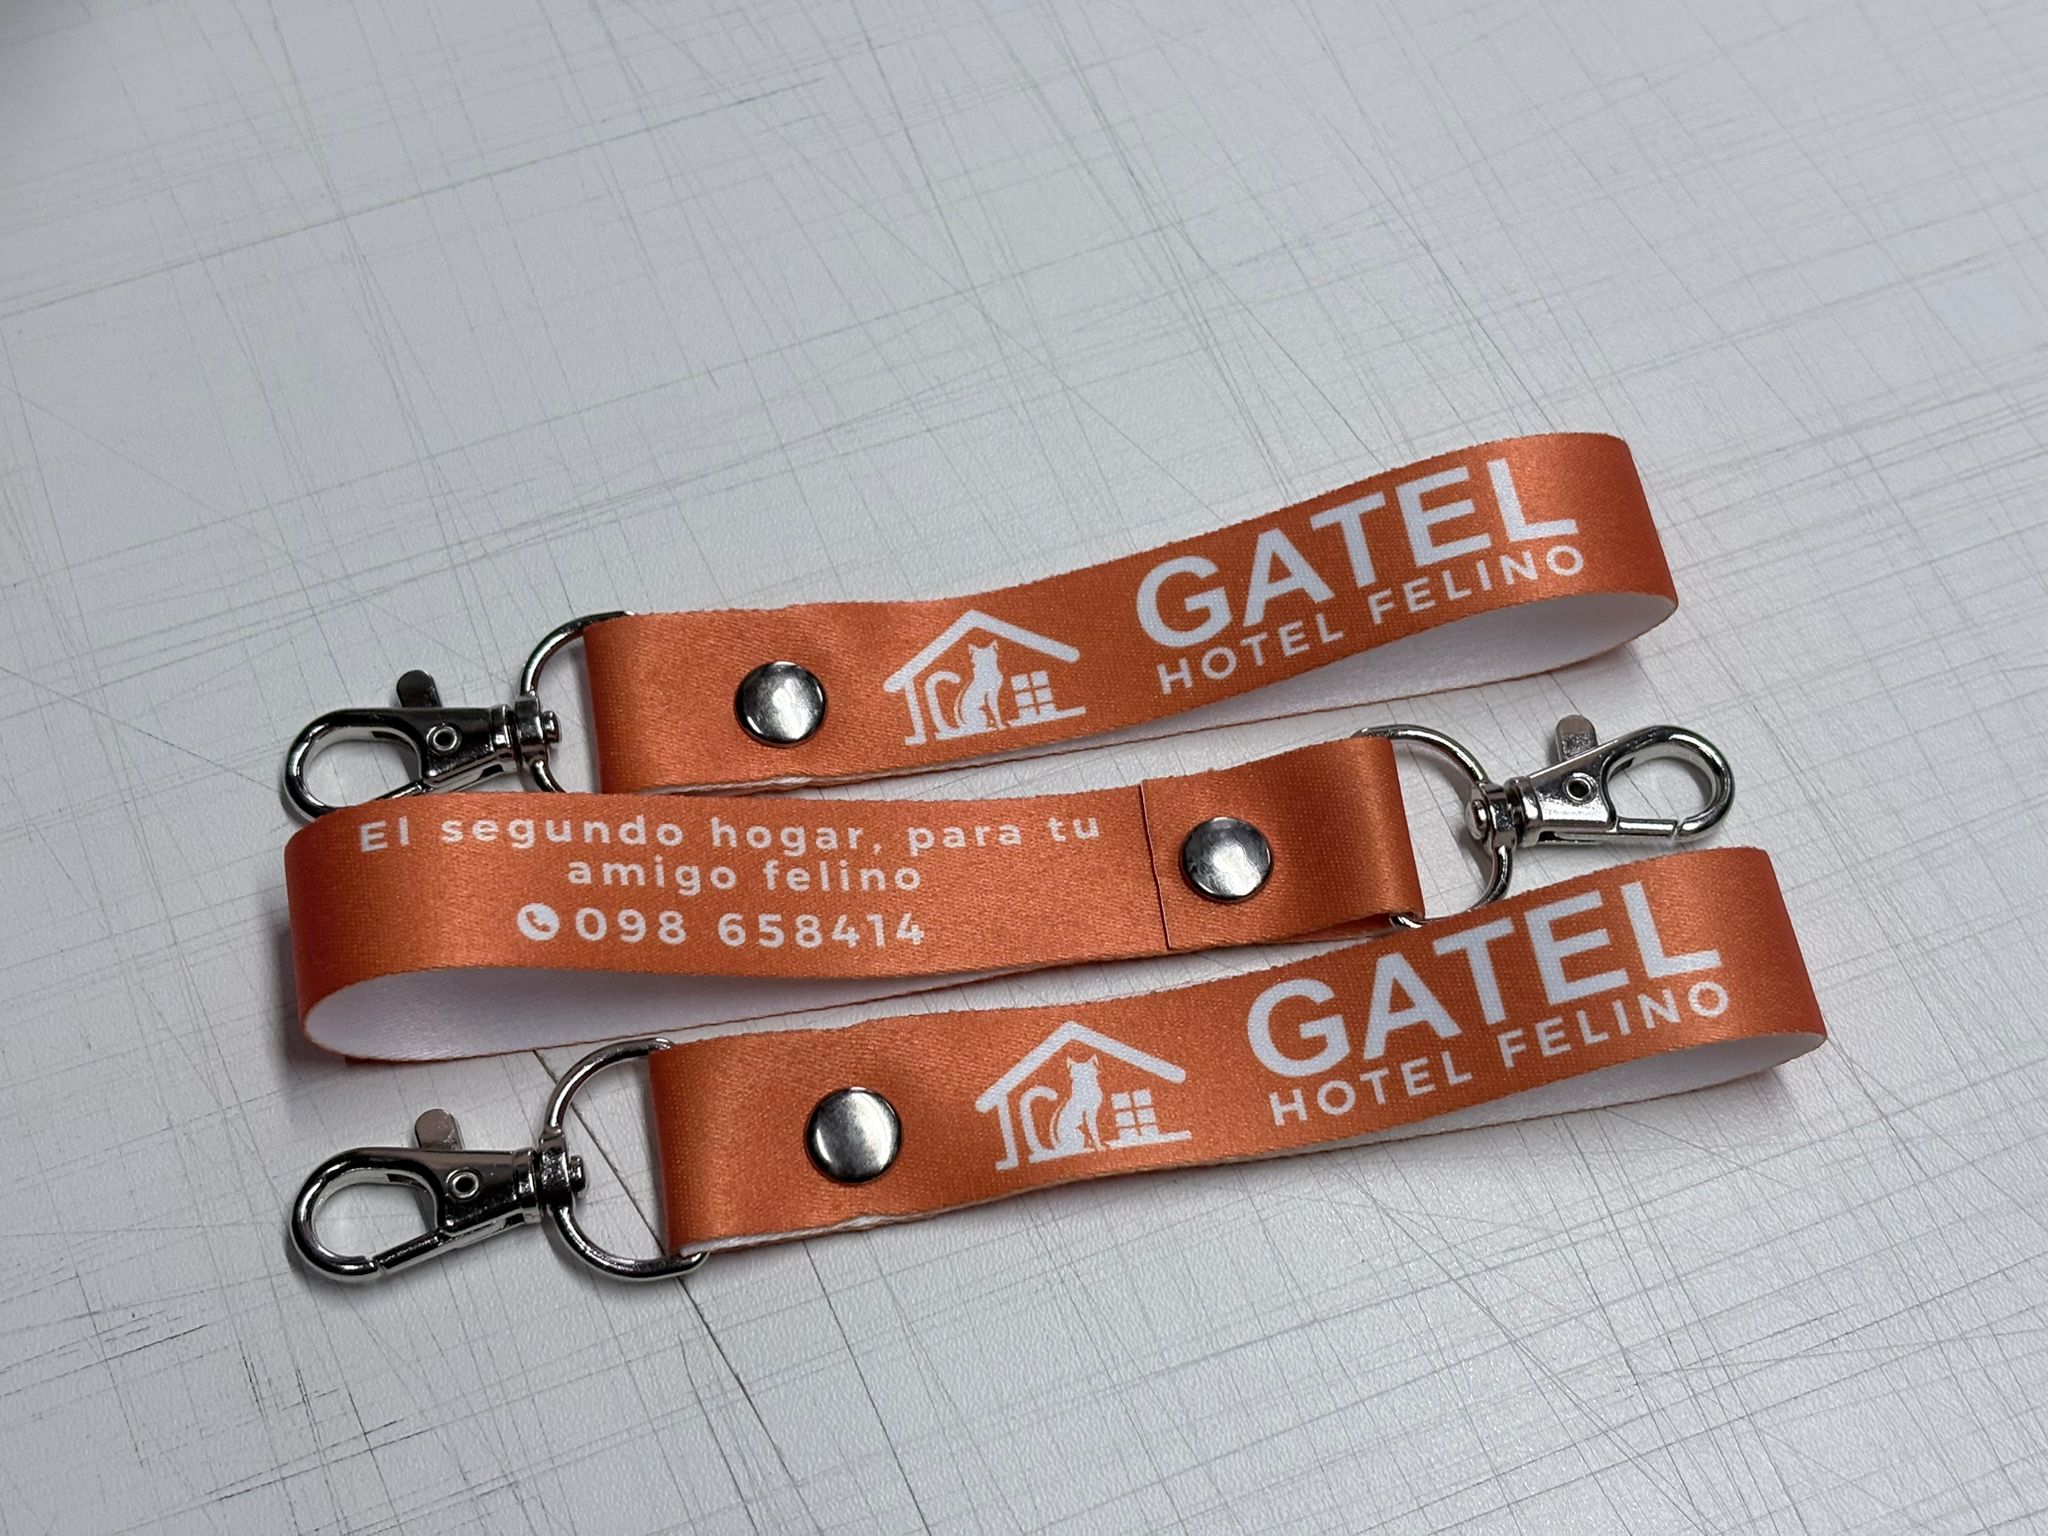 GATEL
HOTEL FELINO
El segundo hogar, para tu
amigo felino
098 658414
GATEL
HOTEL FELINO